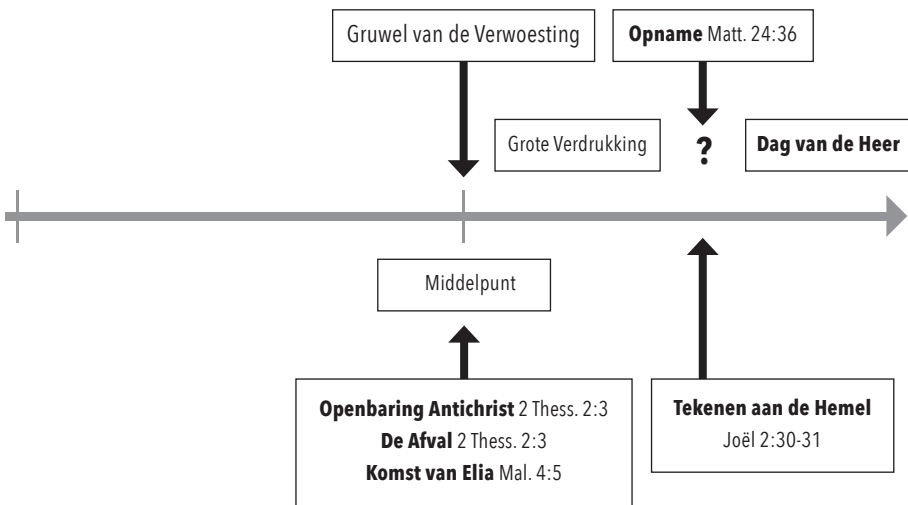 Gruwel van de Verwoesting
Opname Matt. 24:36
Grote Verdrukking
?
Dag van de Heer
Middelpunt
Openbaring Antichrist 2 Thess. 2:3
De Afval 2 Thess. 2:3
Komst van Elia Mal. 4:5
Tekenen aan de Hemel
Joël 2:30-31